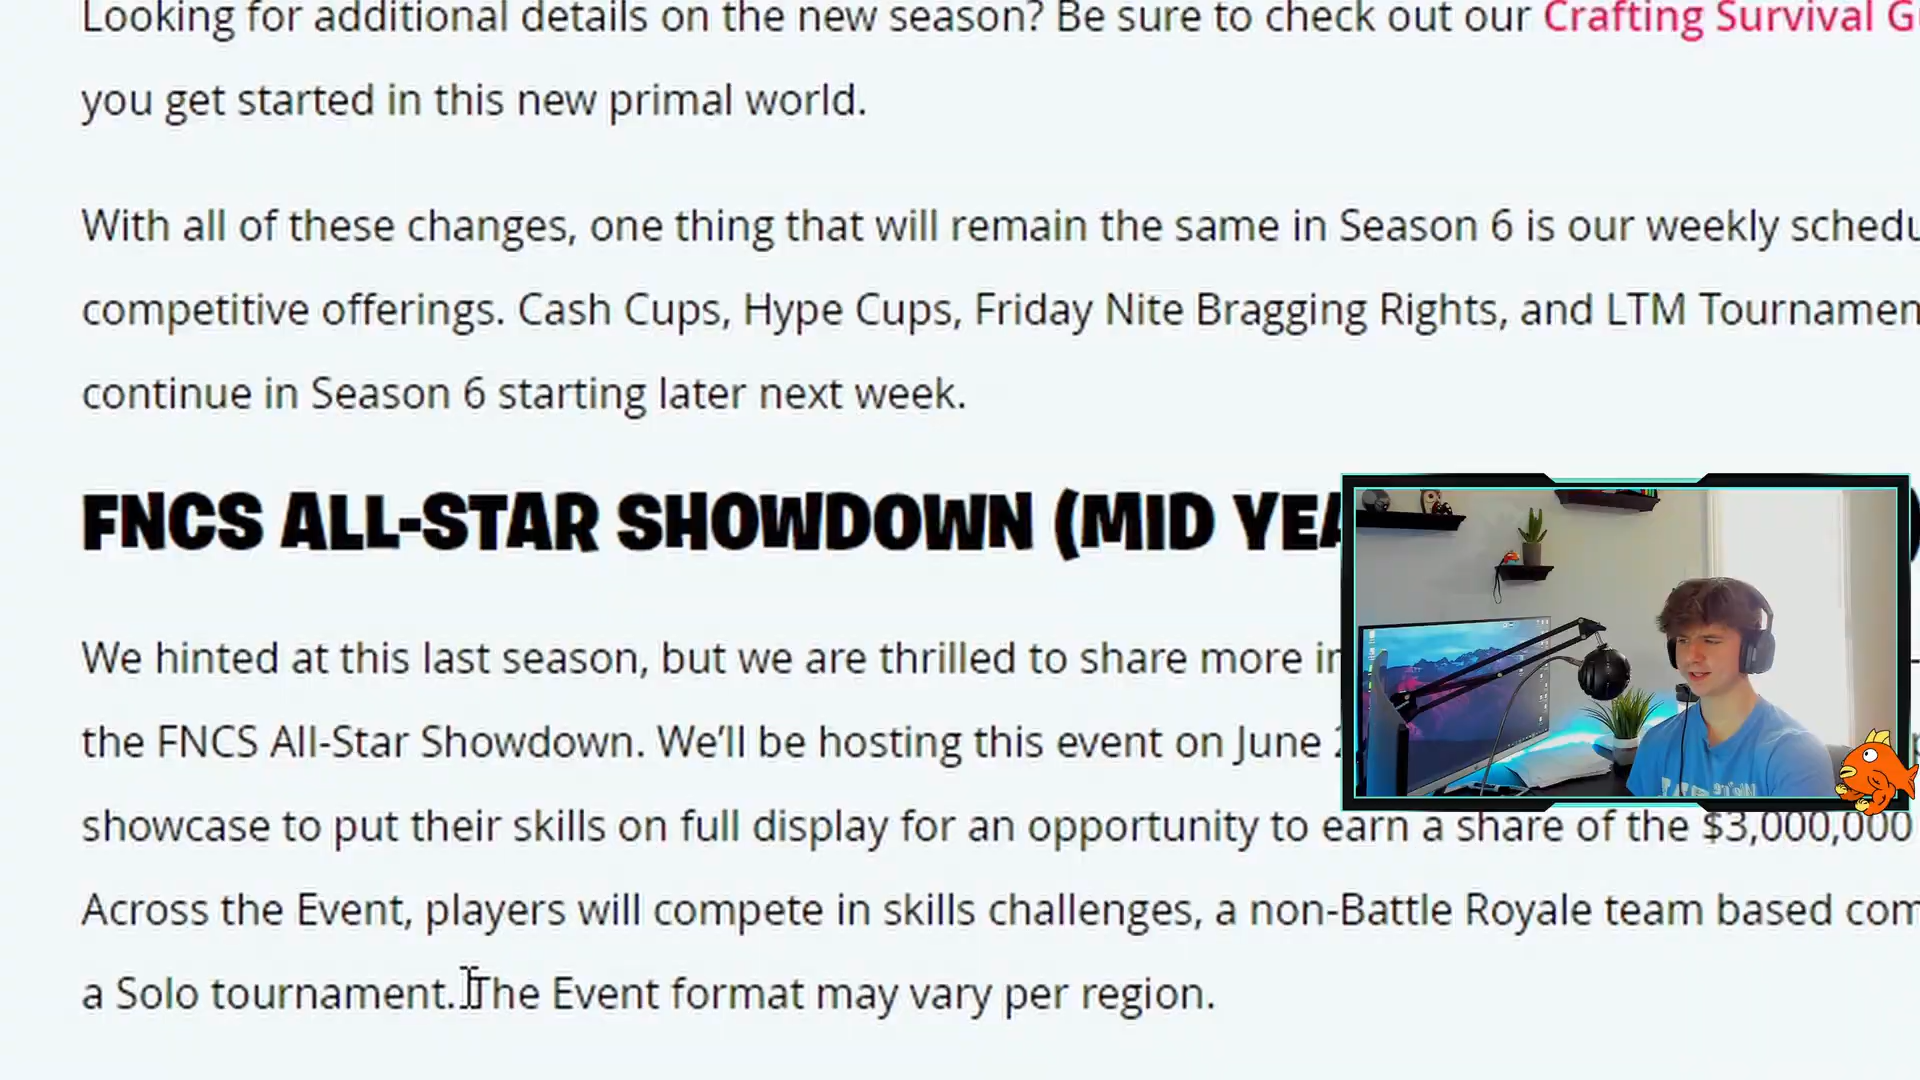 Looking for additional details on the new season? Be sure to check out our Crafting Survival
you get started in this new primal world.
With all of these changes, one thing that will remain the same in Season 6 is our weekly
competitive offerings. Cash Cups, Hype Cups, Friday Nite Bragging Rights, and LTM
continue in Season 6 starting later next week.
FNCS ALL-STAR SHOWDOWN (MID
We hinted at this last season, but we are thrilled to share more
the FNCS All-Star Showdown. We'll be hosting this event on June
showcase to put their skills on full display for an opportunity to earn a share of the $3,000,000
Across the Event, players will compete in skills challenges, a non-Battle Royale team based
a Solo tournament. The Event format may vary per region.